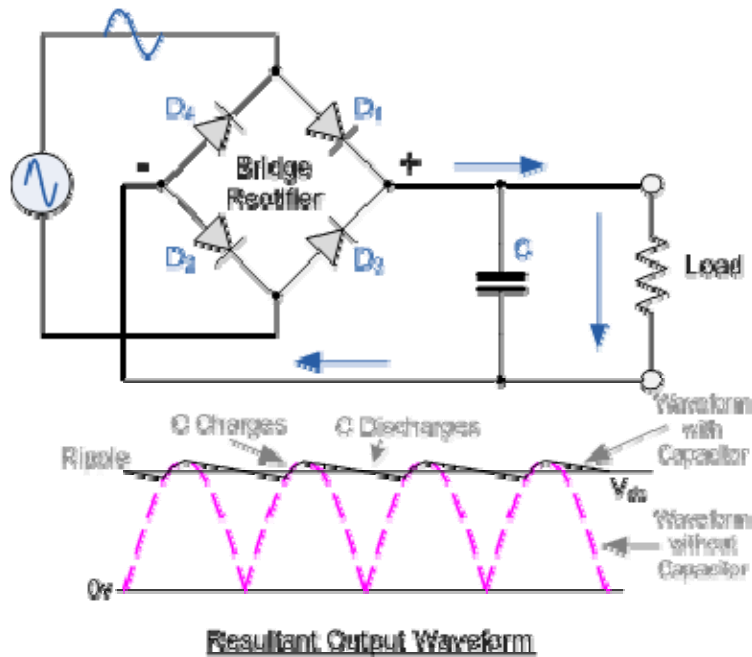 D4
D1
-
+
Bridge
Rectifier
D2
D3
C
Load
C Charges
C Discharges
Waveform
with
Capacitor
Ripple
Vdc
Waveform
without
Capacitor
0v
Resultant Output Waveform